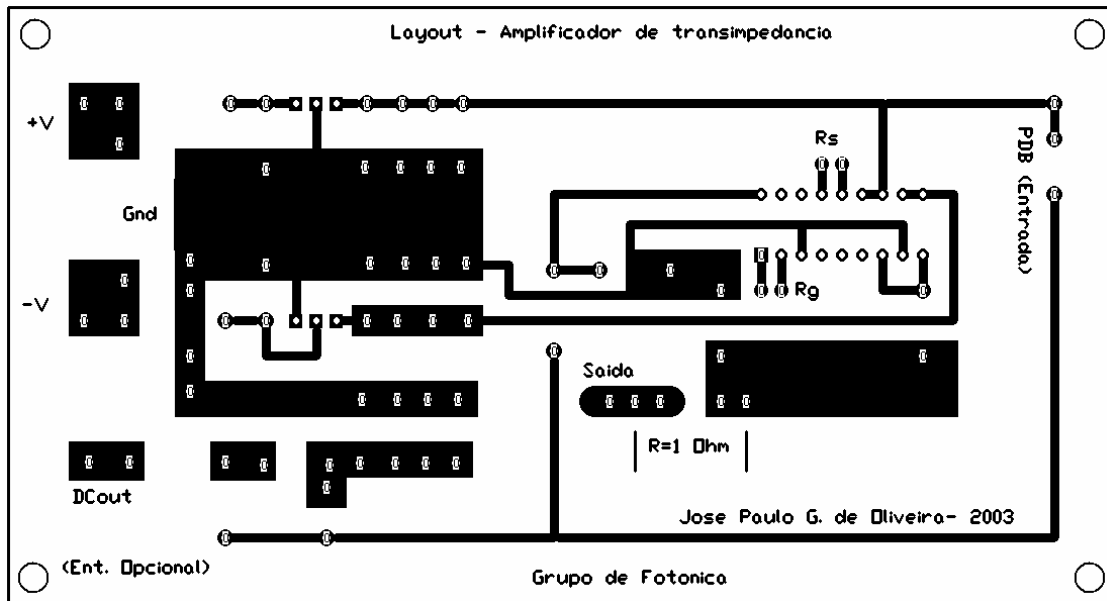 Layout - Amplificador de transimpedancia
+V
Rs
PDB (Entrada)
Gnd
-V
Rg
Saida
R=1 Ohm
DCout
Jose Paulo G. de Oliveira- 2003
(Ent. Opcional)
Grupo de Fotonica